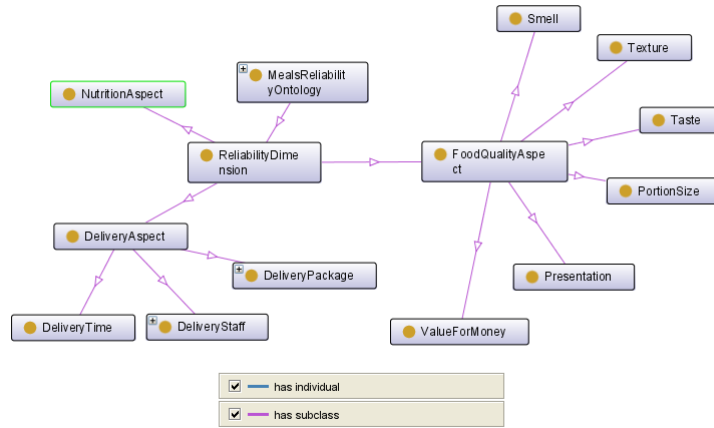 Smell
Texture
NutritionAspect
MealsReliabilit
yOntology
Taste
ReliabilityDime
nsion
FoodQualityAspe
ct
PortionSize
DeliveryAspect
DeliveryPackage
Presentation
DeliveryTime
DeliveryStaff
ValueForMoney
has individual
has subclass